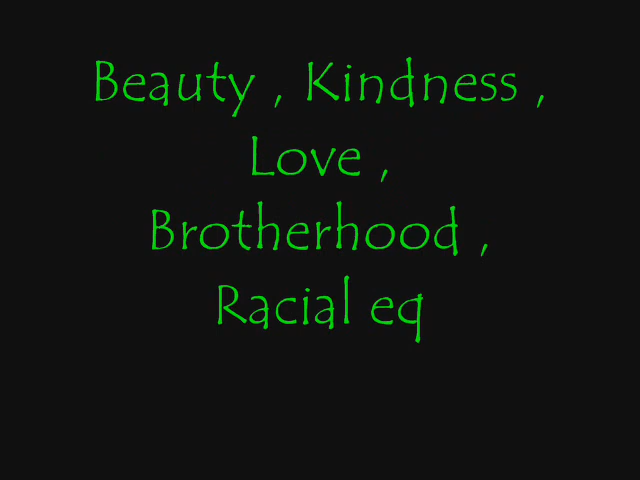 Beauty , Kindness ,
Love ,
Brotherhood ,
Racial eq